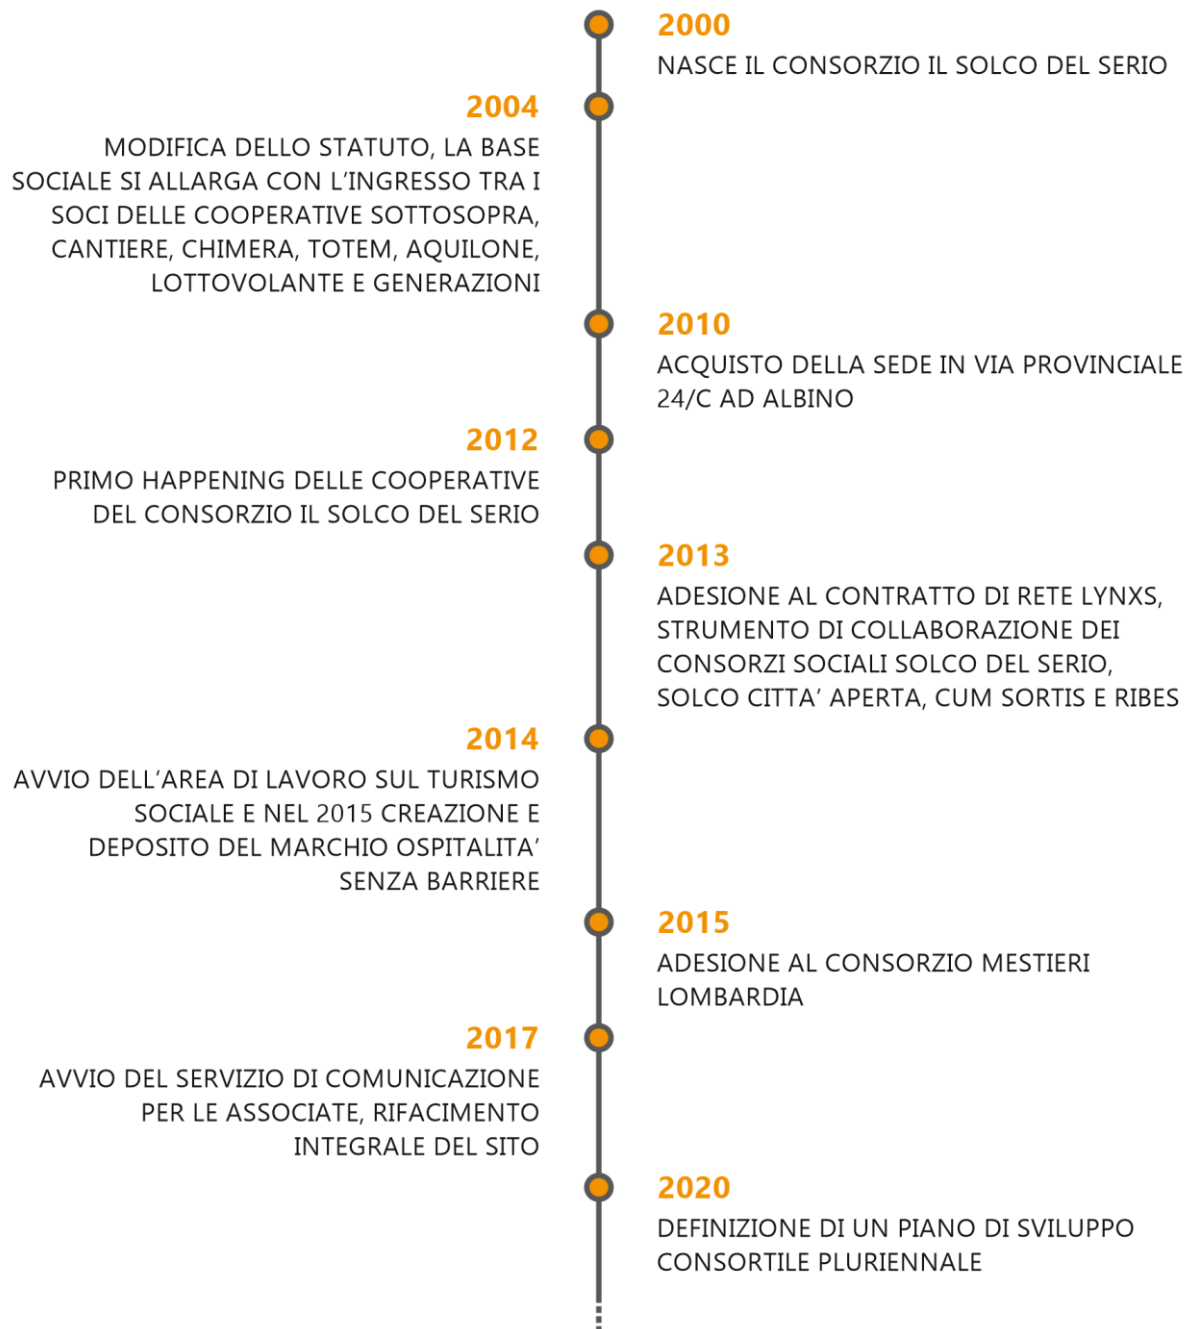 2000
NASCE IL CONSORZIO IL SOLCO DEL SERIO
2004
MODIFICA DELLO STATUTO, LA BASE
SOCIALE SI ALLARGA CON L'INGRESSO TRA I
SOCI DELLE COOPERATIVE SOTTOSOPRA,
CANTIERE, CHIMERA, TOTEM, AQUILONE,
LOTTOVOLANTE E GENERAZIONI
2010
ACQUISTO DELLA SEDE IN VIA PROVINCIALE
24/C AD ALBINO
2012
PRIMO HAPPENING DELLE COOPERATIVE
DEL CONSORZIO IL SOLCO DEL SERIO
2013
ADESIONE AL CONTRATTO DI RETE LYNXS,
STRUMENTO DI COLLABORAZIONE DEI
CONSORZI SOCIALI SOLCO DEL SERIO,
SOLCO CITTA' APERTA, CUM SORTIS E RIBES
2014
AVVIO DELL'AREA DI LAVORO SUL TURISMO
SOCIALE E NEL 2015 CREAZIONE E
DEPOSITO DEL MARCHIO OSPITALITA'
SENZA BARRIERE
2015
ADESIONE AL CONSORZIO MESTIERI
LOMBARDIA
2017
AVVIO DEL SERVIZIO DI COMUNICAZIONE
PER LE ASSOCIATE, RIFACIMENTO
INTEGRALE DEL SITO
2020
DEFINIZIONE DI UN PIANO DI SVILUPPO
CONSORTILE PLURIENNALE